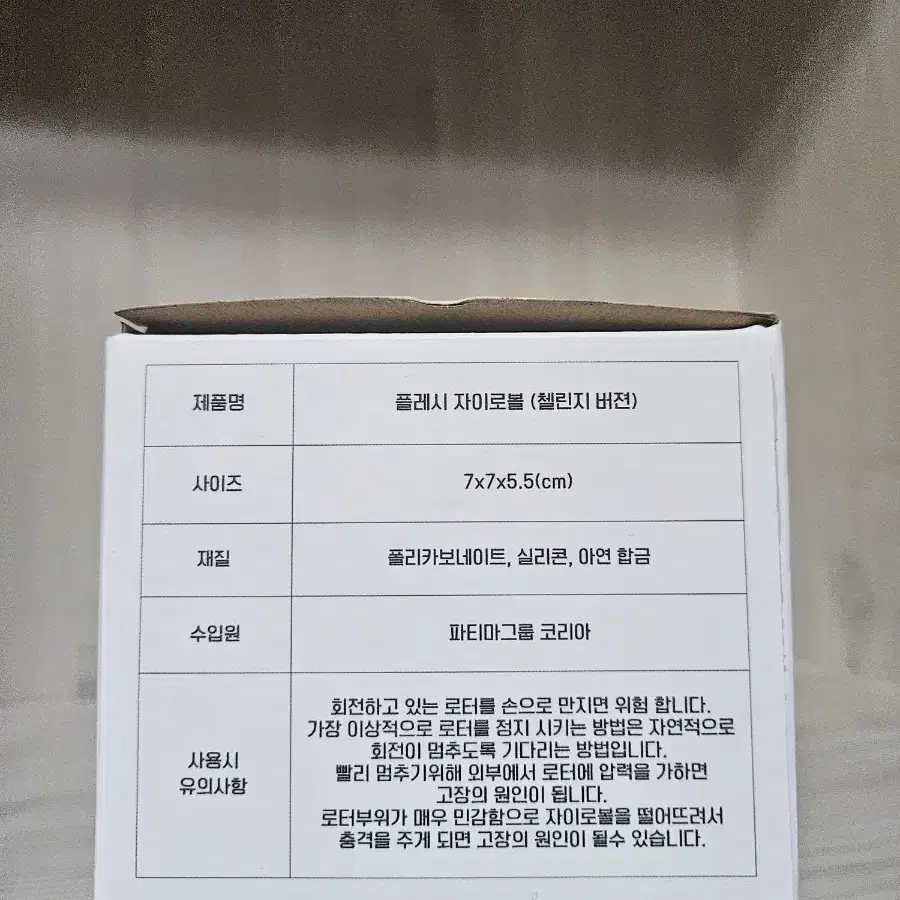 제품명
플레시 자이로볼 (첼린지 버젼)
사이즈
7x7x5.5(cm)
재질
폴리카보네이트, 실리콘, 아연 합금
수입원
파티마그룹 코리아
사용시
유의사항
회전하고 있는 로터를 손으로 만지면 위험 합니다.
가장 이상적으로 로터를 정지 시키는 방법은 자연적으로
회전이 멈추도록 기다리는 방법입니다.
빨리 멈추기위해 외부에서 로터에 압력을 가하면
고장의 원인이 됩니다.
로터부위가 매우 민감함으로 자이로볼을 떨어뜨려서
충격을 주게 되면 고장의 원인이 될수 있습니다.